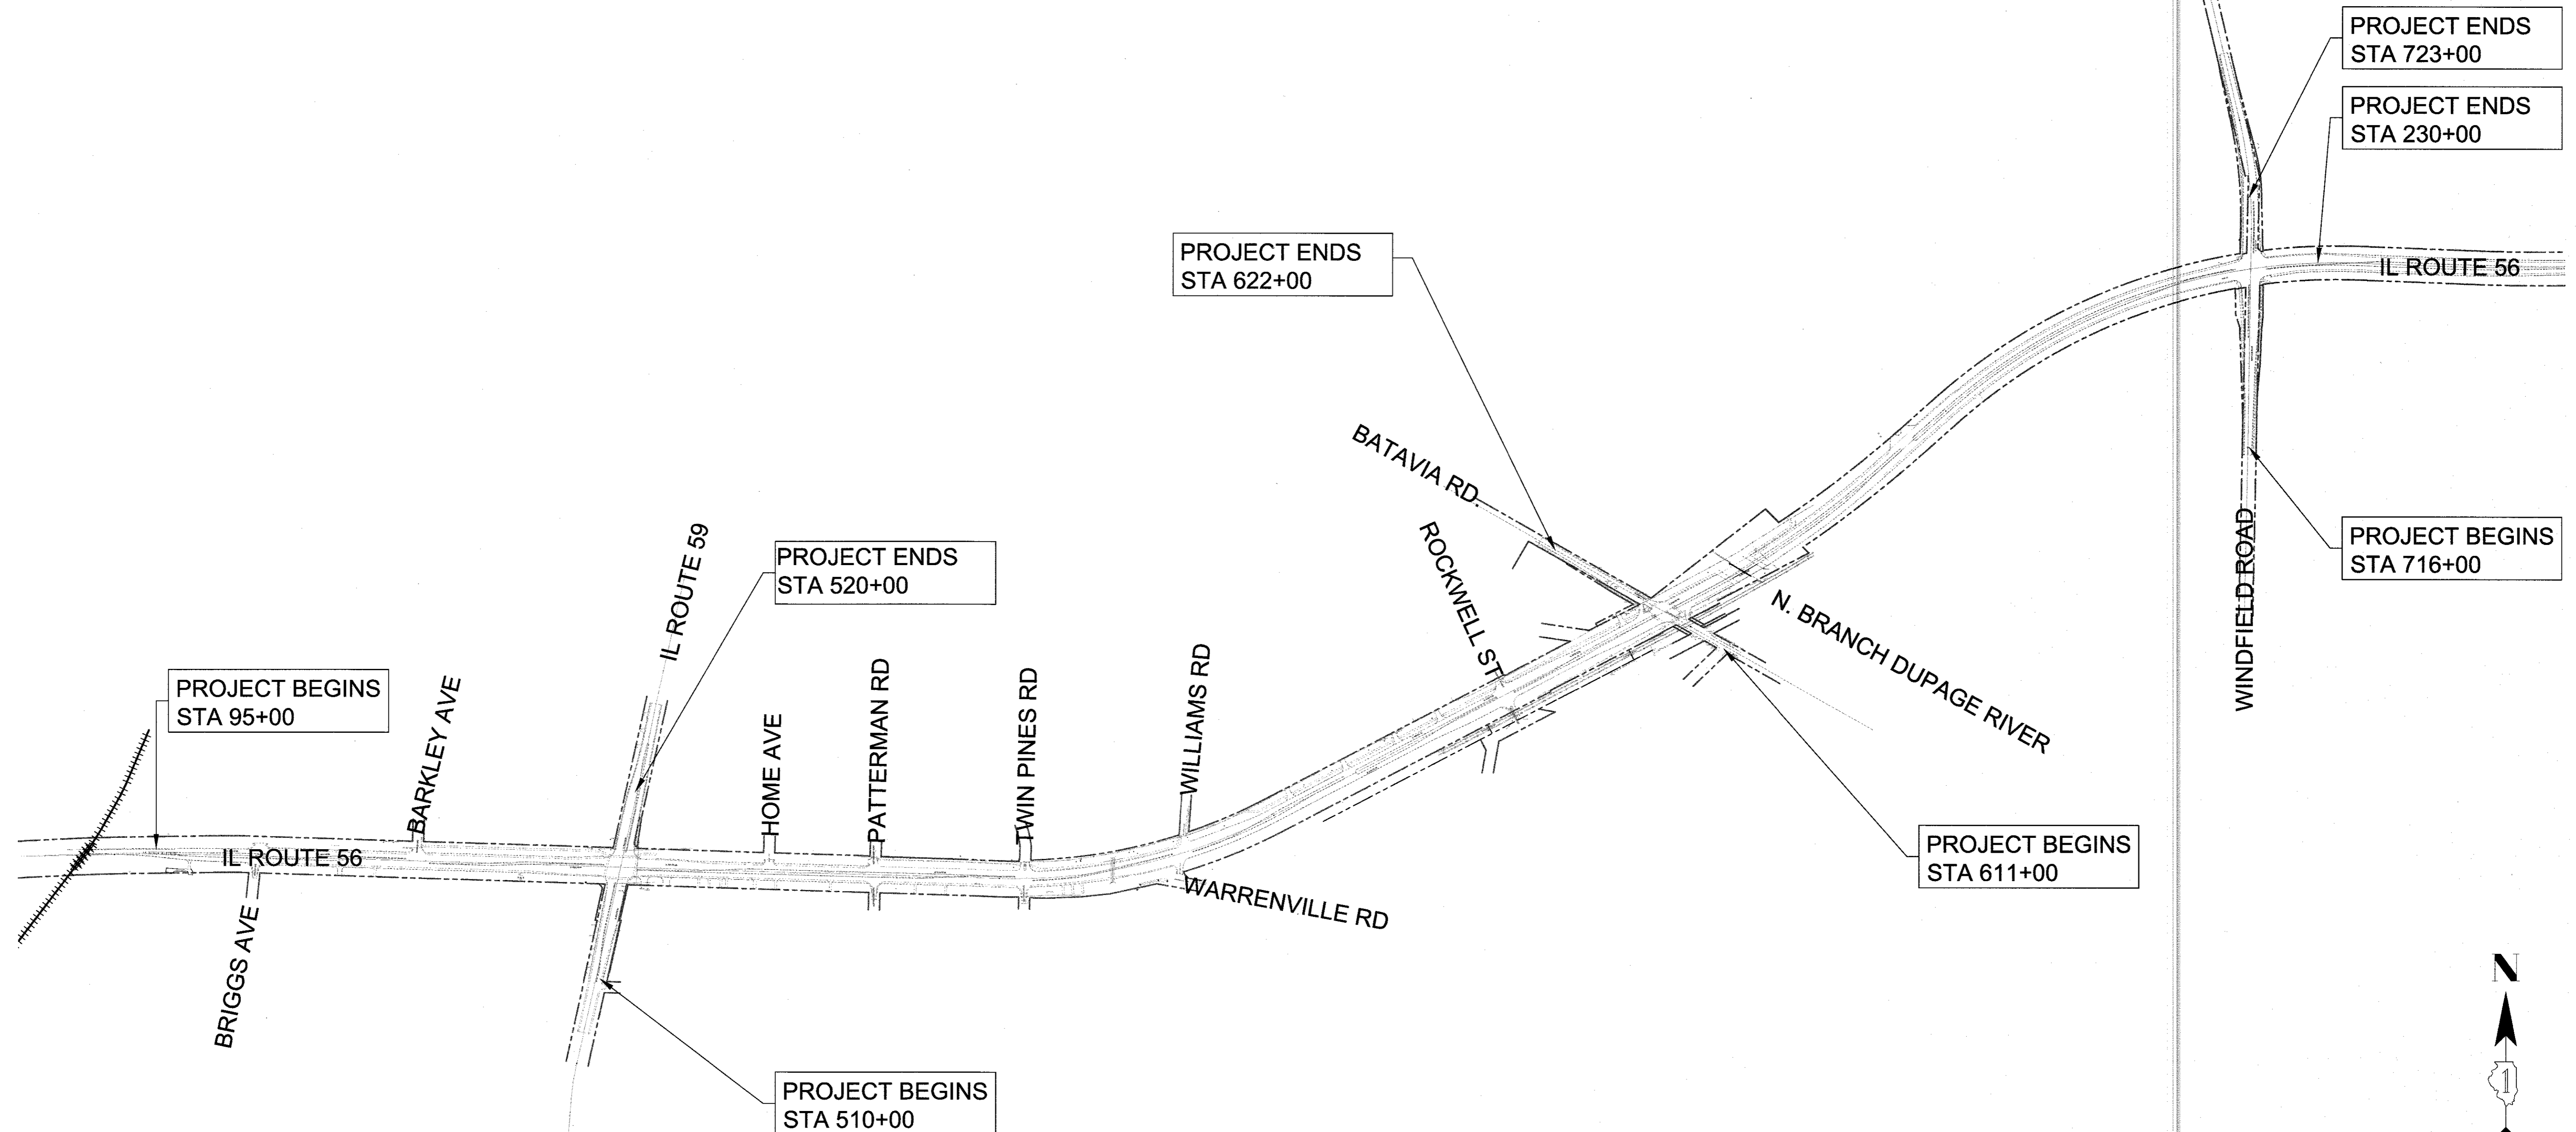 PROJECT ENDS
STA 723+00
PROJECT ENDS
STA 230+00
PROJECT ENDS
STA 622+00
IL ROUTE 56
BATAVIA RD.
ROCKWELL ST
IL ROUTE 59
PROJECT ENDS
STA 520+00
WINDFIELD ROAD
PROJECT BEGINS
STA 716+00
N. BRANCH DUPAGE RIVER
PROJECT BEGINS
STA 95+00
BARKLEY AVE
HOME AVE
PATTERMAN RD
TWIN PINES RD
WILLIAMS RD
IL ROUTE 56
PROJECT BEGINS
STA 611+00
WARRENVILLE RD
BRIGGS AVE
N
1
PROJECT BEGINS
STA 510+00